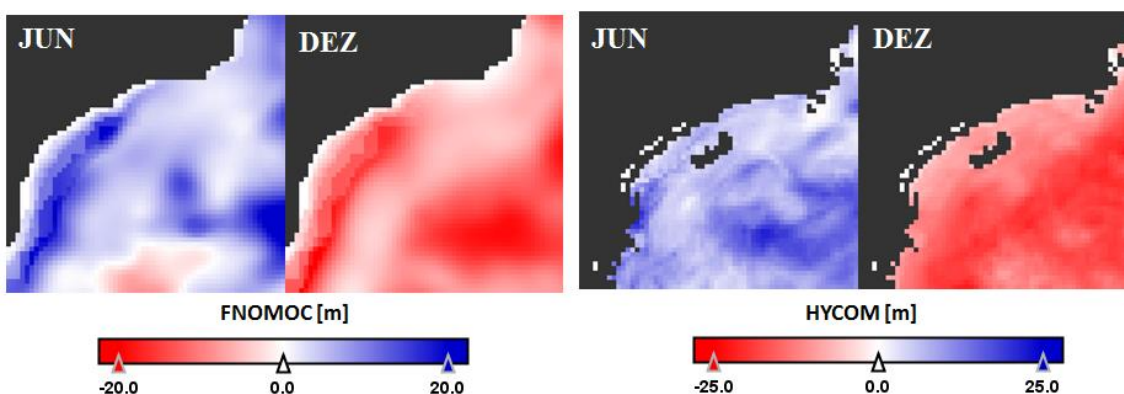 JUN
DEZ
JUN
DEZ
FNOMOC [m]
HYCOM [m]
-20.0 0.0 20.0
-25.0 0.0 25.0